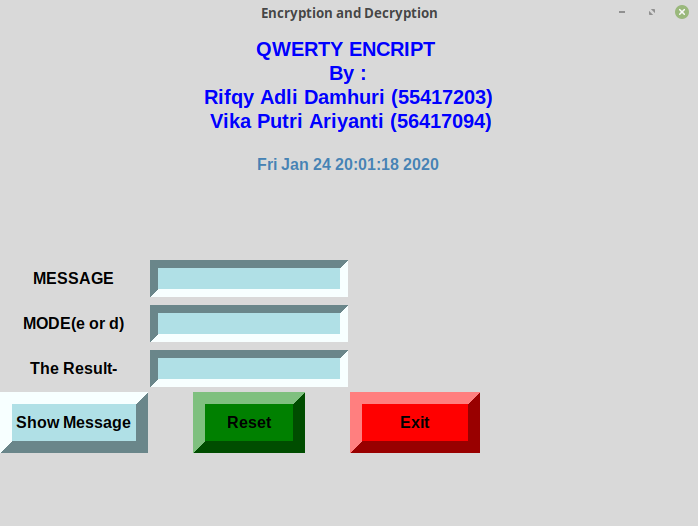 Encryption and Decryption
QWERTY ENCRIPT
By :
Rifqy Adli Damhuri (55417203)
Vika Putri Ariyanti (56417094)
Fri Jan 24 20:01:18 2020
MESSAGE
MODE(e or d)
The Result-
Show Message
Reset
Exit